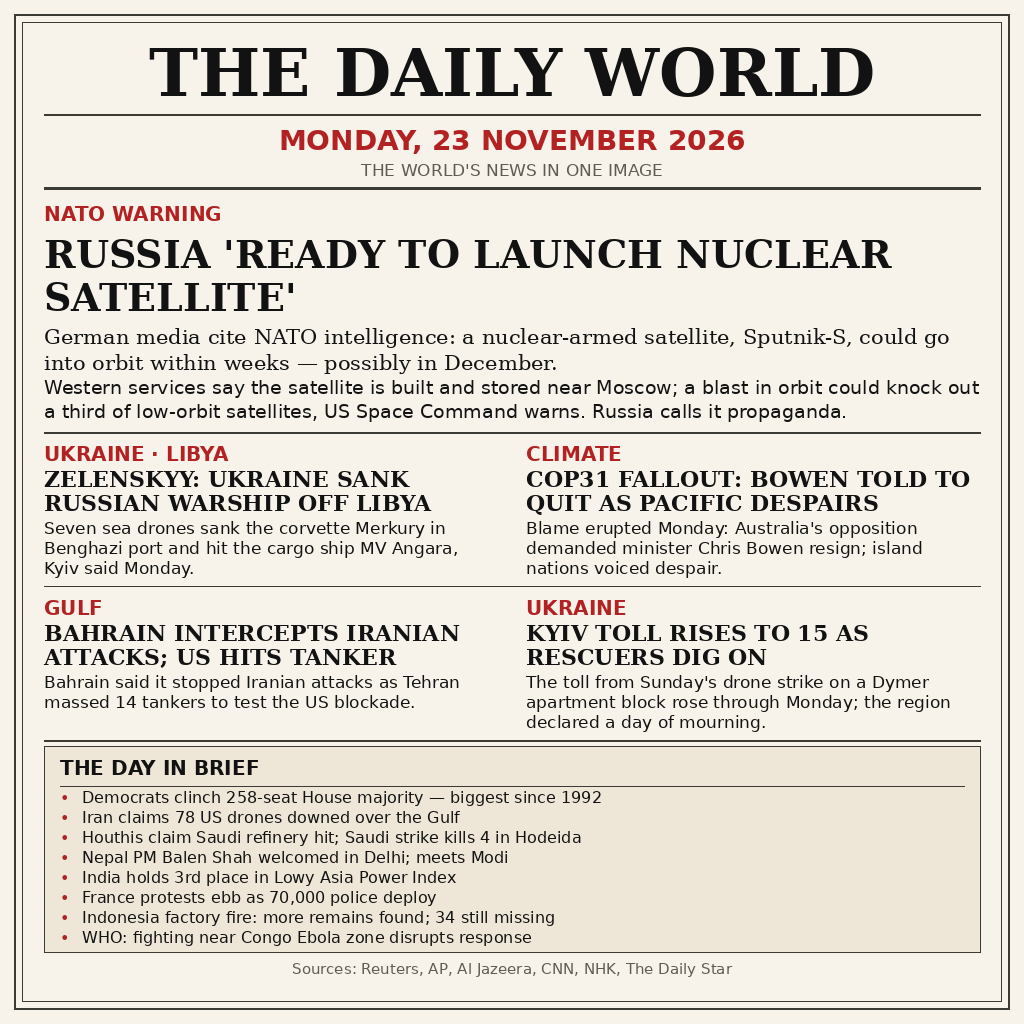 THE DAILY WORLD
MONDAY, 23 NOVEMBER 2026
THE WORLD'S NEWS IN ONE IMAGE
NATO WARNING
RUSSIA 'READY TO LAUNCH NUCLEAR
SATELLITE'
German media cite NATO intelligence: a nuclear-armed satellite, Sputnik-S, could go
into orbit within weeks — possibly in December.
Western services say the satellite is built and stored near Moscow; a blast in orbit could knock out
a third of low-orbit satellites, US Space Command warns. Russia calls it propaganda.
UKRAINE · LIBYA
ZELENSKYY: UKRAINE SANK
RUSSIAN WARSHIP OFF LIBYA
Seven sea drones sank the corvette Merkury in
Benghazi port and hit the cargo ship MV Angara,
Kyiv said Monday.
CLIMATE
COP31 FALLOUT: BOWEN TOLD TO
QUIT AS PACIFIC DESPAIRS
Blame erupted Monday: Australia's opposition
demanded minister Chris Bowen resign; island
nations voiced despair.
GULF
BAHRAIN INTERCEPTS IRANIAN
ATTACKS; US HITS TANKER
Bahrain said it stopped Iranian attacks as Tehran
massed 14 tankers to test the US blockade.
UKRAINE
KYIV TOLL RISES TO 15 AS
RESCUERS DIG ON
The toll from Sunday's drone strike on a Dymer
apartment block rose through Monday; the region
declared a day of mourning.
THE DAY IN BRIEF
• Democrats clinch 258-seat House majority — biggest since 1992
• Iran claims 78 US drones downed over the Gulf
• Houthis claim Saudi refinery hit; Saudi strike kills 4 in Hodeida
• Nepal PM Balen Shah welcomed in Delhi; meets Modi
• India holds 3rd place in Lowy Asia Power Index
• France protests ebb as 70,000 police deploy
• Indonesia factory fire: more remains found; 34 still missing
• WHO: fighting near Congo Ebola zone disrupts response
Sources: Reuters, AP, Al Jazeera, CNN, NHK, The Daily Star